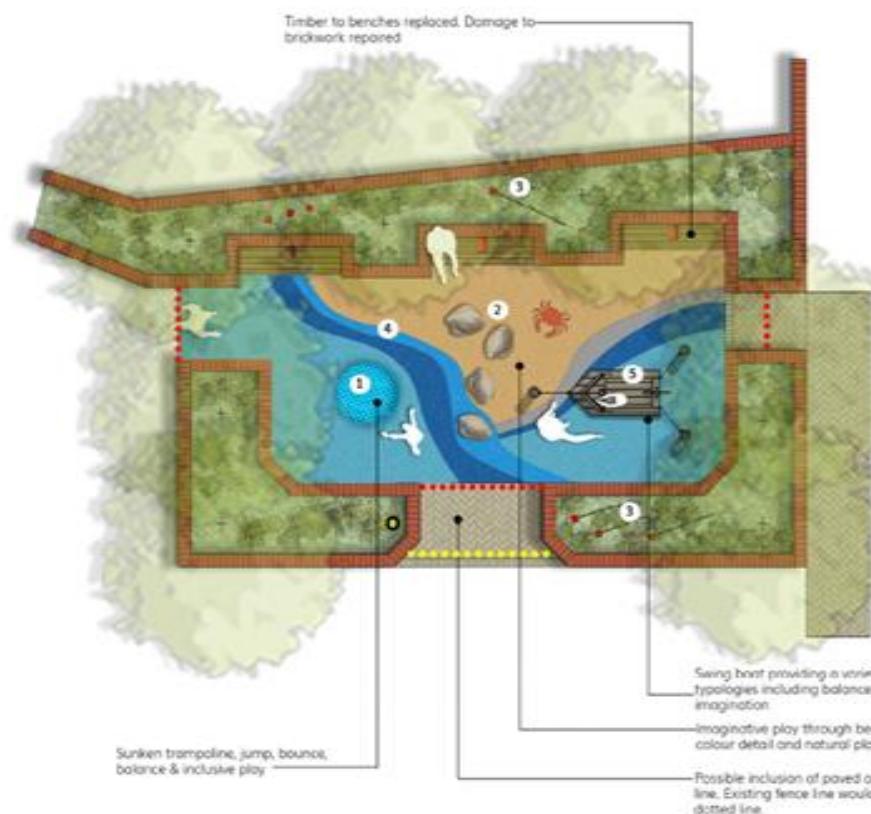 Timber to benches replaced. Damage to
brickwork repaired
3
2
4
5
1
3
Swing boat providing a varie
typologies including balance
imagination
Imaginative play through be
colour detail and natural pla
Sunken trampoline, jump, bounce,
balance & inclusive play
Possible inclusion of paved a
line. Existing fence line would
dotted line